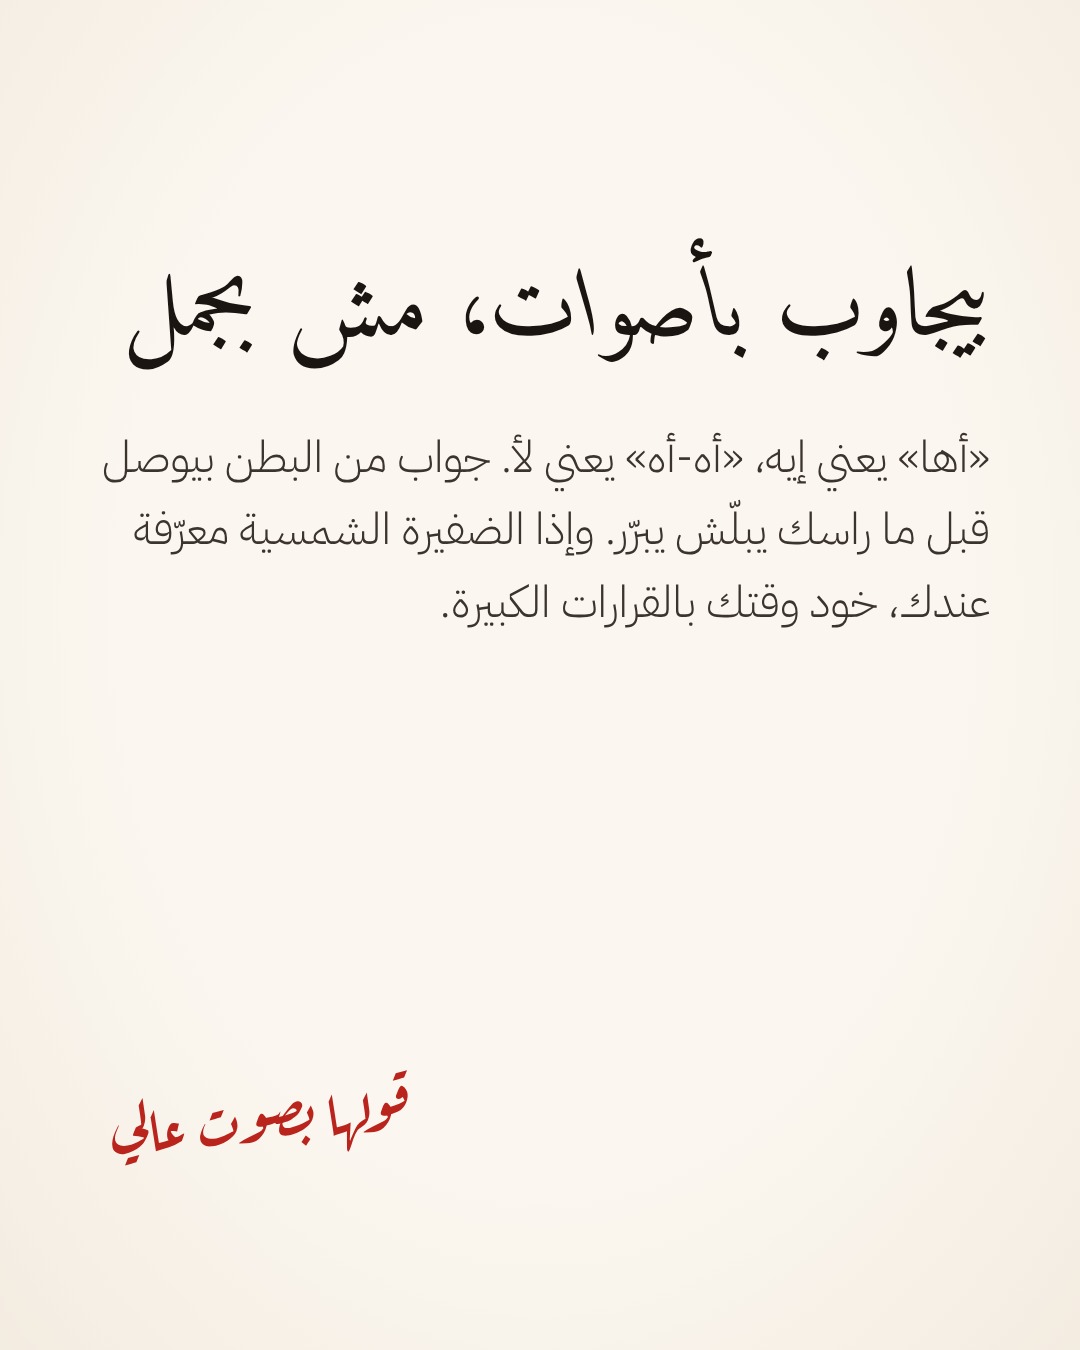 بيجاوب بأصوات، مش بجمل
«أها» يعني إيه، «أه-أه» يعني لأ. جواب من البطن بيوصل
قبل ما راسك يبلّش يبرّر. وإذا الضفيرة الشمسية معرّفة
عندك، خود وقتك بالقرارات الكبيرة.
قولها بصوت عالي